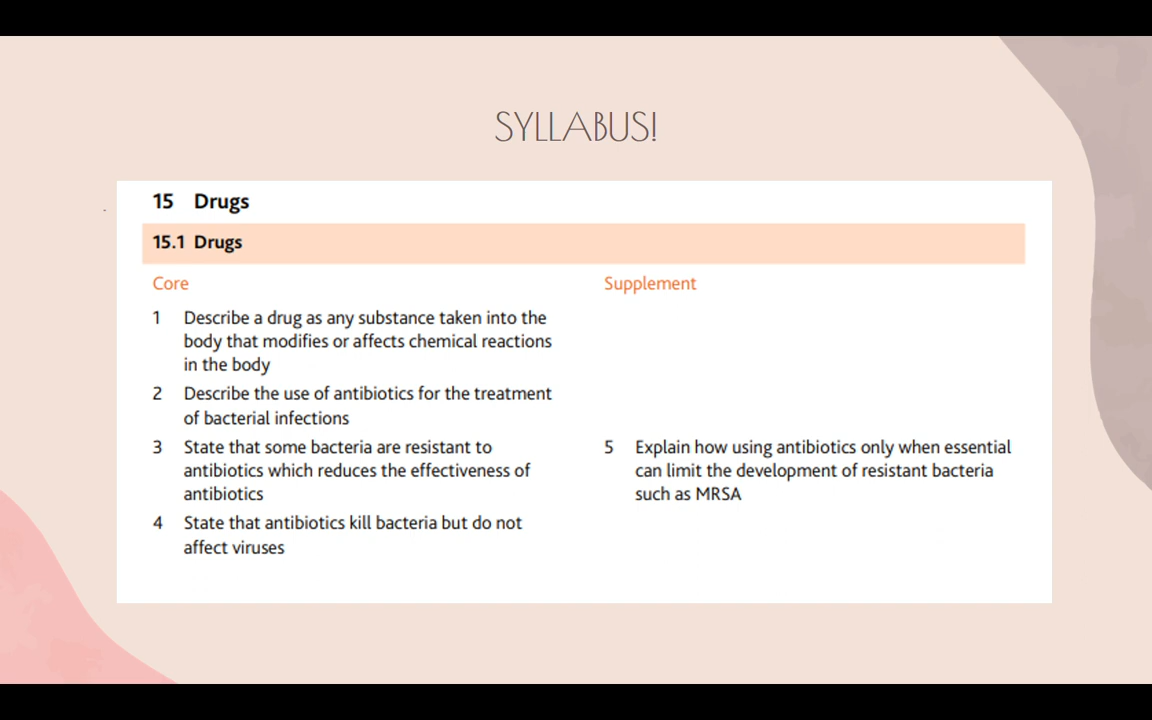 SYLLABUS!
15 Drugs
15.1 Drugs
Core
1 Describe a drug as any substance taken into the
body that modifies or affects chemical reactions
in the body
2 Describe the use of antibiotics for the treatment
of bacterial infections
3 State that some bacteria are resistant to
antibiotics which reduces the effectiveness of
antibiotics
4 State that antibiotics kill bacteria but do not
affect viruses
Supplement
5 Explain how using antibiotics only when essential
can limit the development of resistant bacteria
such as MRSA